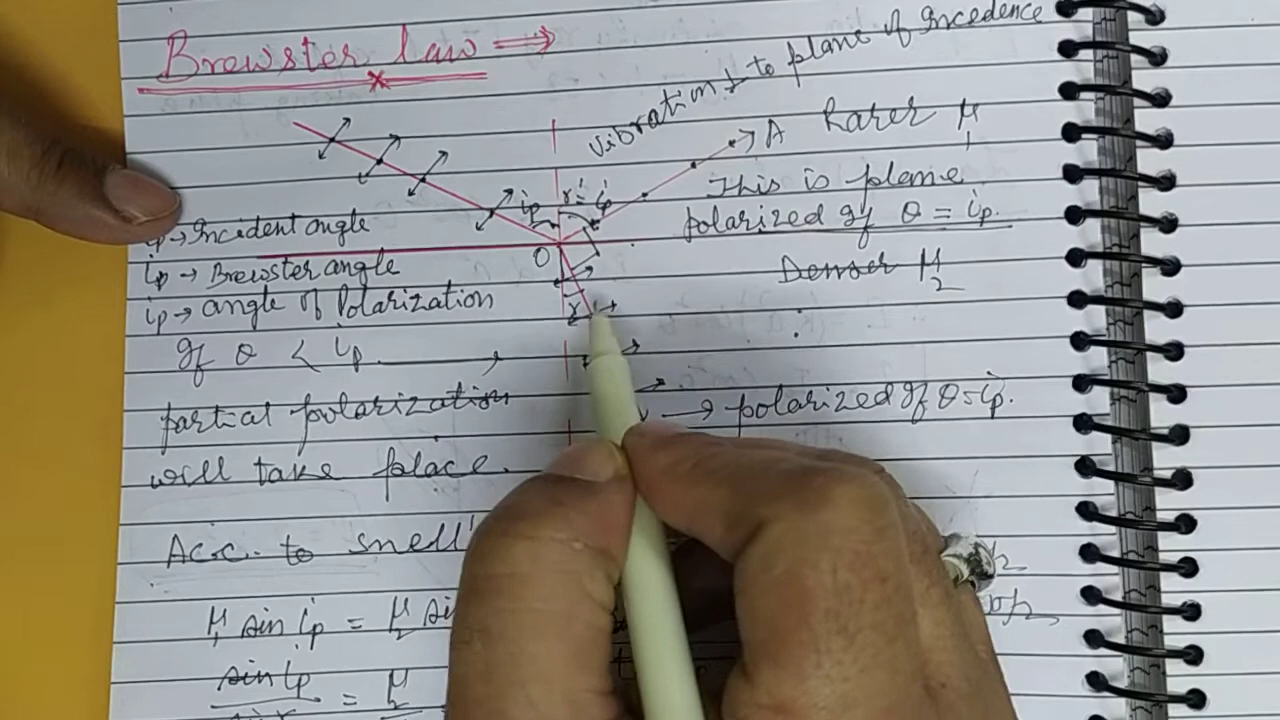 Brewster law ⇒
Vibration ⊥ to plane of Incedence
A Rarer μ1
ip r' = ip
This is plane
polarized If θ = ip.
ip → Incident angle
O
ip → Brewster angle
Denser μ2
ip → angle of Polarization
r
If θ < ip.
partial polarization
→ polarized If θ = ip.
will take place.
Acc. to snell'
μ1 sin ip = μ2 si
sin ip = μ